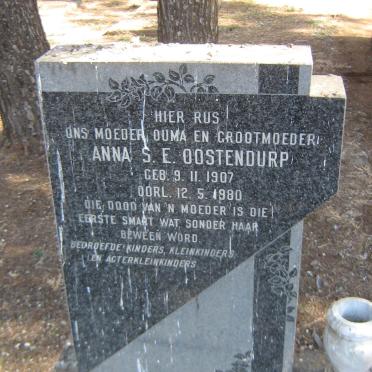 HIER RUS
ONS MOEDER, OUMA EN GROOTMOEDER
ANNA S. E. OOSTENDURP
GEB. 9. 11. 1907
OORL. 12. 5. 1980
DIE DOOD VAN 'N MOEDER IS DIE
EERSTE SMART WAT SONDER HAAR
BEWEEN WORD.
BEDROEFDE KINDERS, KLEINKINDERS
EN AGTERKLEINKINDERS